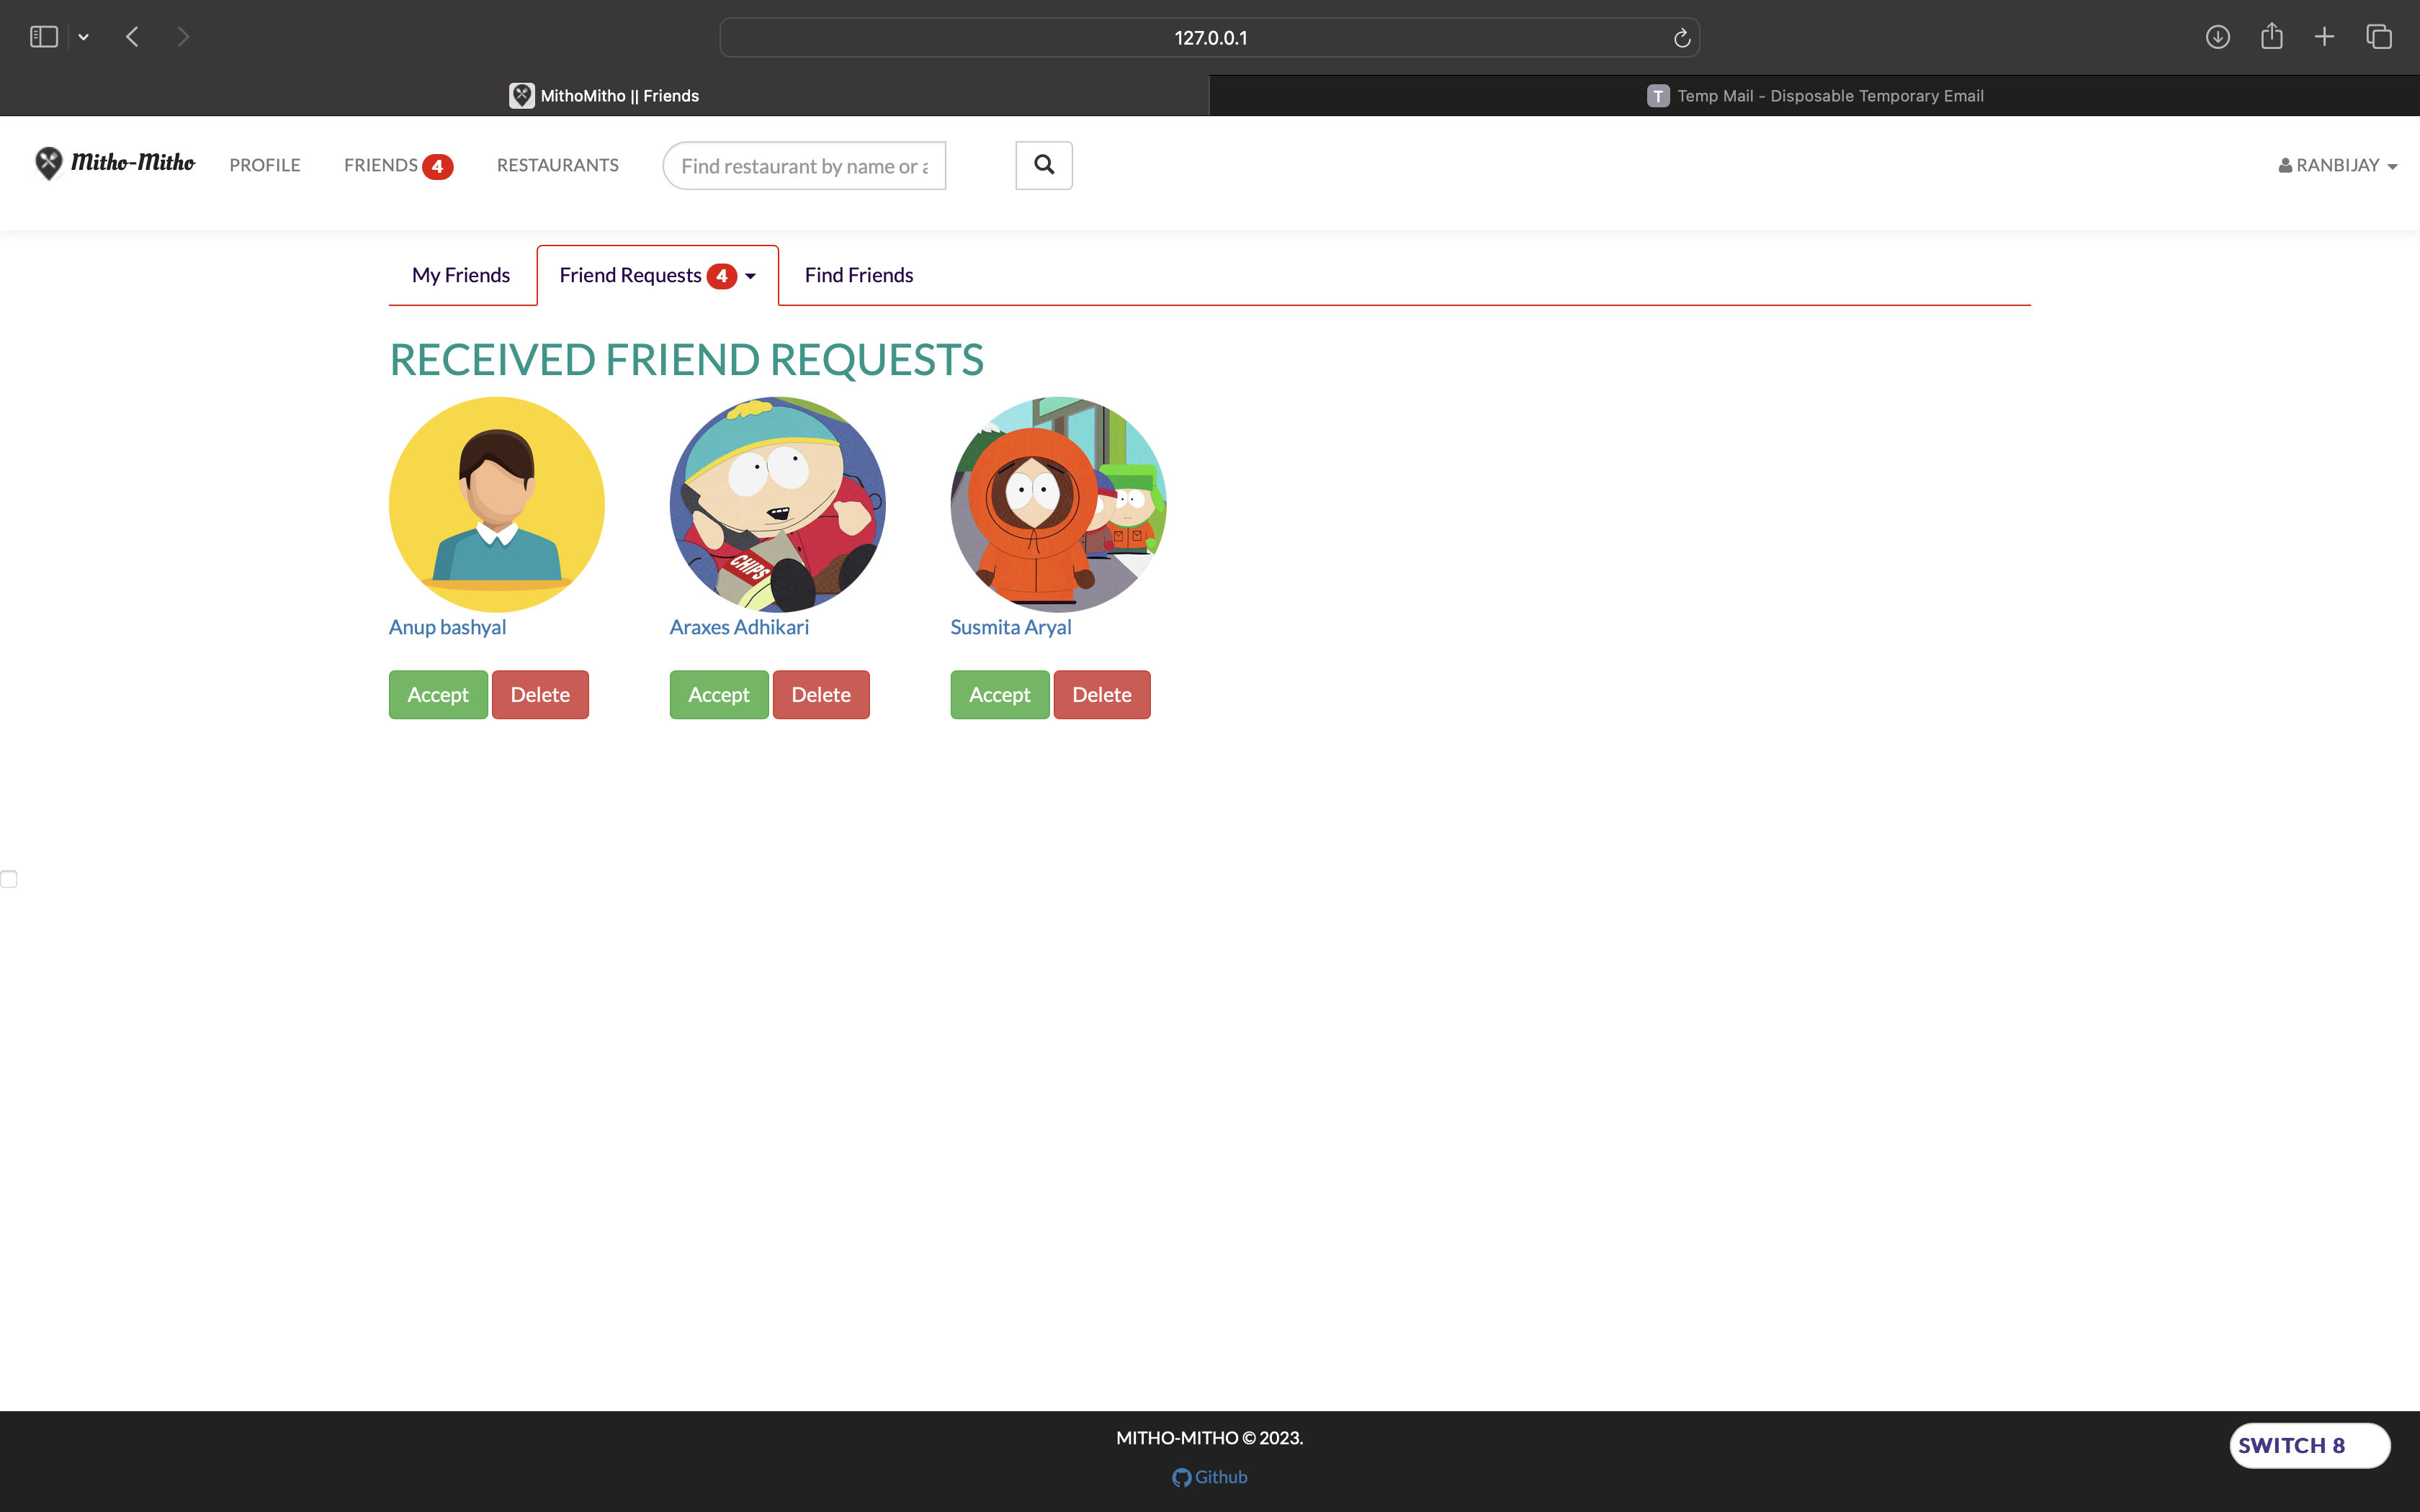 127.0.0.1
MithoMitho || Friends
T Temp Mail - Disposable Temporary Email
Mitho-Mitho PROFILE FRIENDS 4 RESTAURANTS Find restaurant by name or a RANBIJAY
My Friends Friend Requests 4 Find Friends
RECEIVED FRIEND REQUESTS
CHIPS
Anup bashyal Araxes Adhikari Susmita Aryal
Accept Delete Accept Delete Accept Delete
MITHO-MITHO © 2023.
SWITCH 8
Github